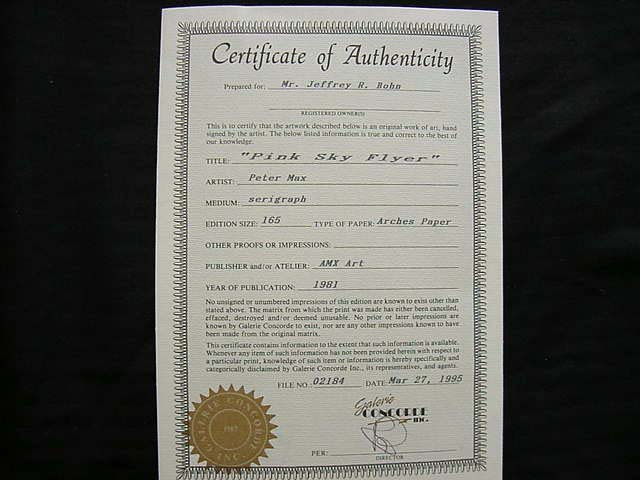 Certificate of Authenticity
Prepared for: Mr. Jeffrey R. Bohn
REGISTERED OWNER(S)
This is to certify that the artwork described below is an original work of art, hand
signed by the artist. The below listed information is true and correct to the best of
our knowledge.
TITLE: "Pink Sky Flyer"
ARTIST: Peter Max
MEDIUM: serigraph
EDITION SIZE: 165 TYPE OF PAPER: Arches Paper
OTHER PROOFS OR IMPRESSIONS:
PUBLISHER and/or ATELIER: AMX Art
YEAR OF PUBLICATION: 1981
No unsigned or unnumbered impressions of this edition are known to exist other than
stated above. The matrix from which the print was made has either been cancelled,
effaced, destroyed and/or deemed unusable. No prior or later impressions are
known by Galerie Concorde to exist, nor are any other impressions known to have
been made from the original matrix.
This certificate contains information to the extent that such information is available.
Whenever any item of such information has not been provided herein with respect to
a particular print, knowledge of such item or information is hereby specifically and
categorically disclaimed by Galerie Concorde Inc., its representatives, and agents.
FILE NO. 02184 DATE: Mar 27, 1995
Galerie
CONCORDE
INC.
PER:
DIRECTOR
GALERIE CONCORDE
INC.